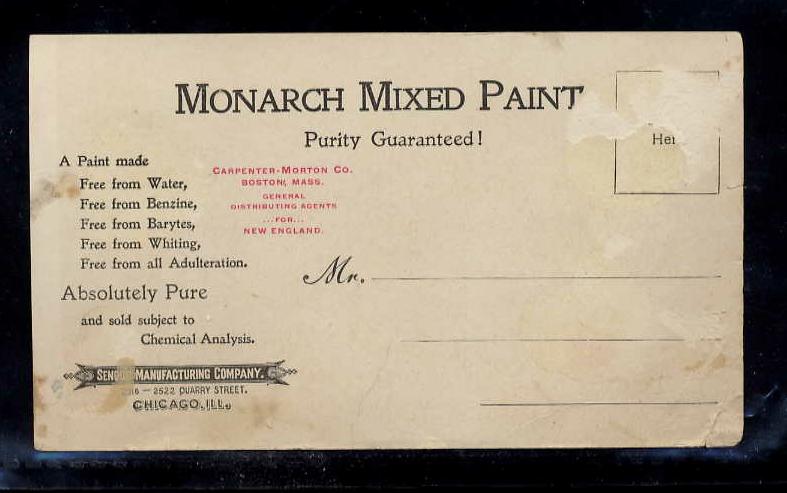 MONARCH MIXED PAINT
Purity Guaranteed!
Her
A Paint made
Free from Water,
Free from Benzine,
Free from Barytes,
Free from Whiting,
Free from all Adulteration.
Absolutely Pure
and sold subject to
Chemical Analysis.
CARPENTER-MORTON CO.
BOSTON, MASS.
GENERAL
DISTRIBUTING AGENTS
...FOR...
NEW ENGLAND.
Mr.
MANUFACTURING COMPANY.
2522 QUARRY STREET.
CHICAGO, ILL.